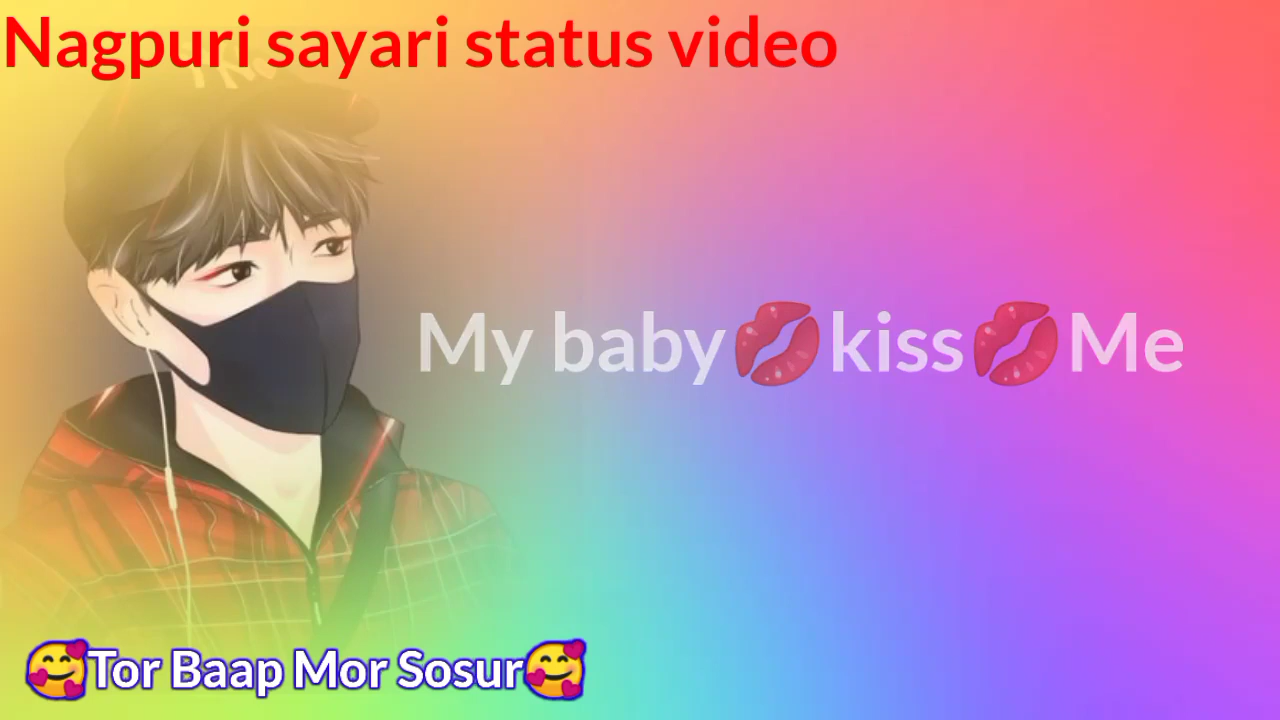 Nagpuri sayari status video
My baby💋kiss💋Me
🥰Tor Baap Mor Sosur🥰